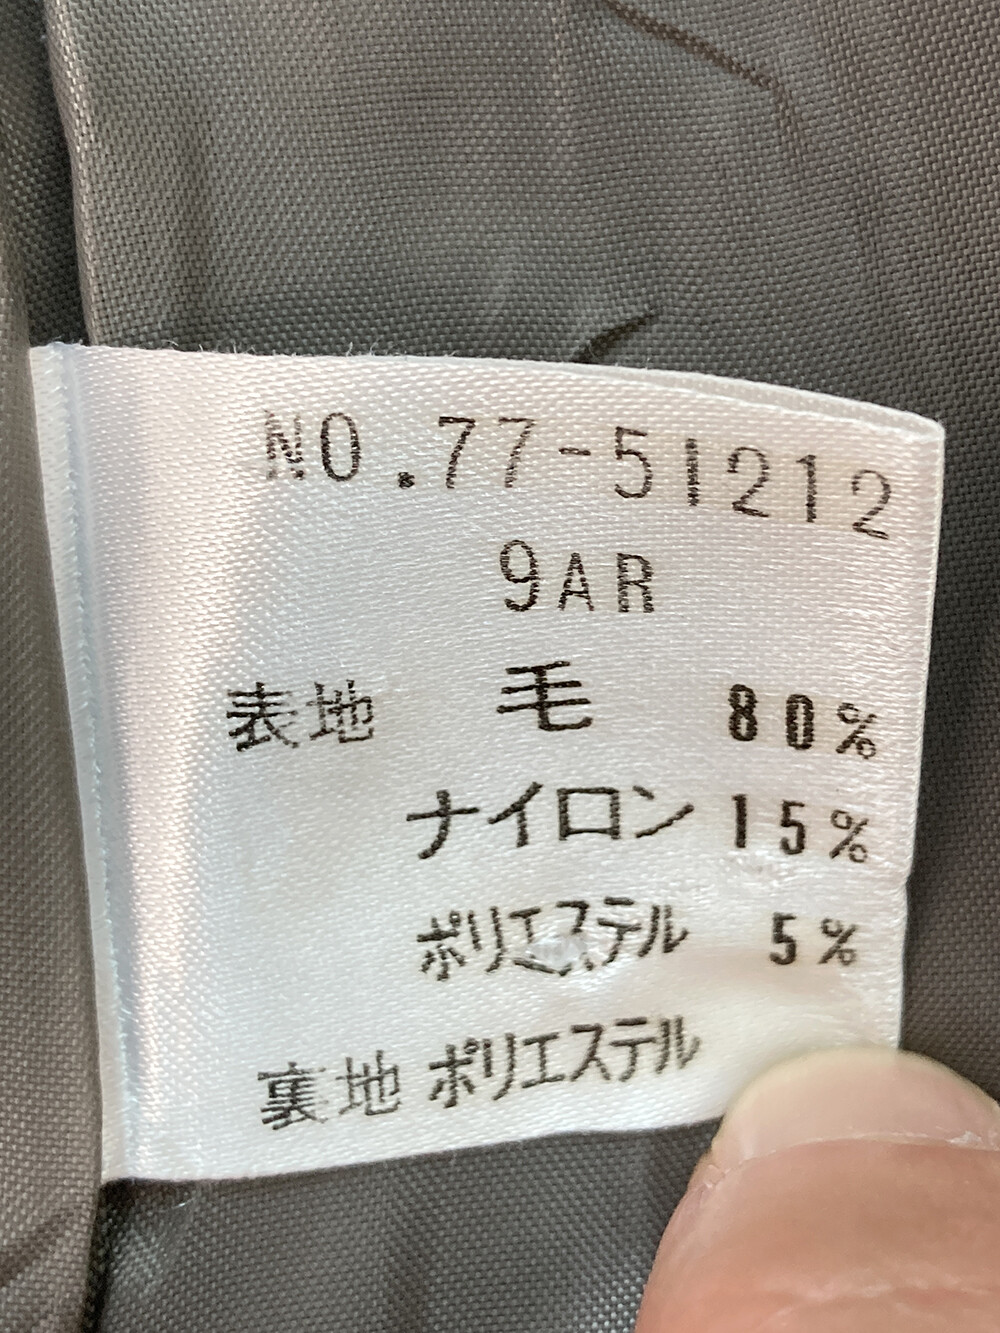 NO.77-51212
9AR
表地 毛 80%
ナイロン 15%
ポリエステル 5%
裏地 ポリエステル